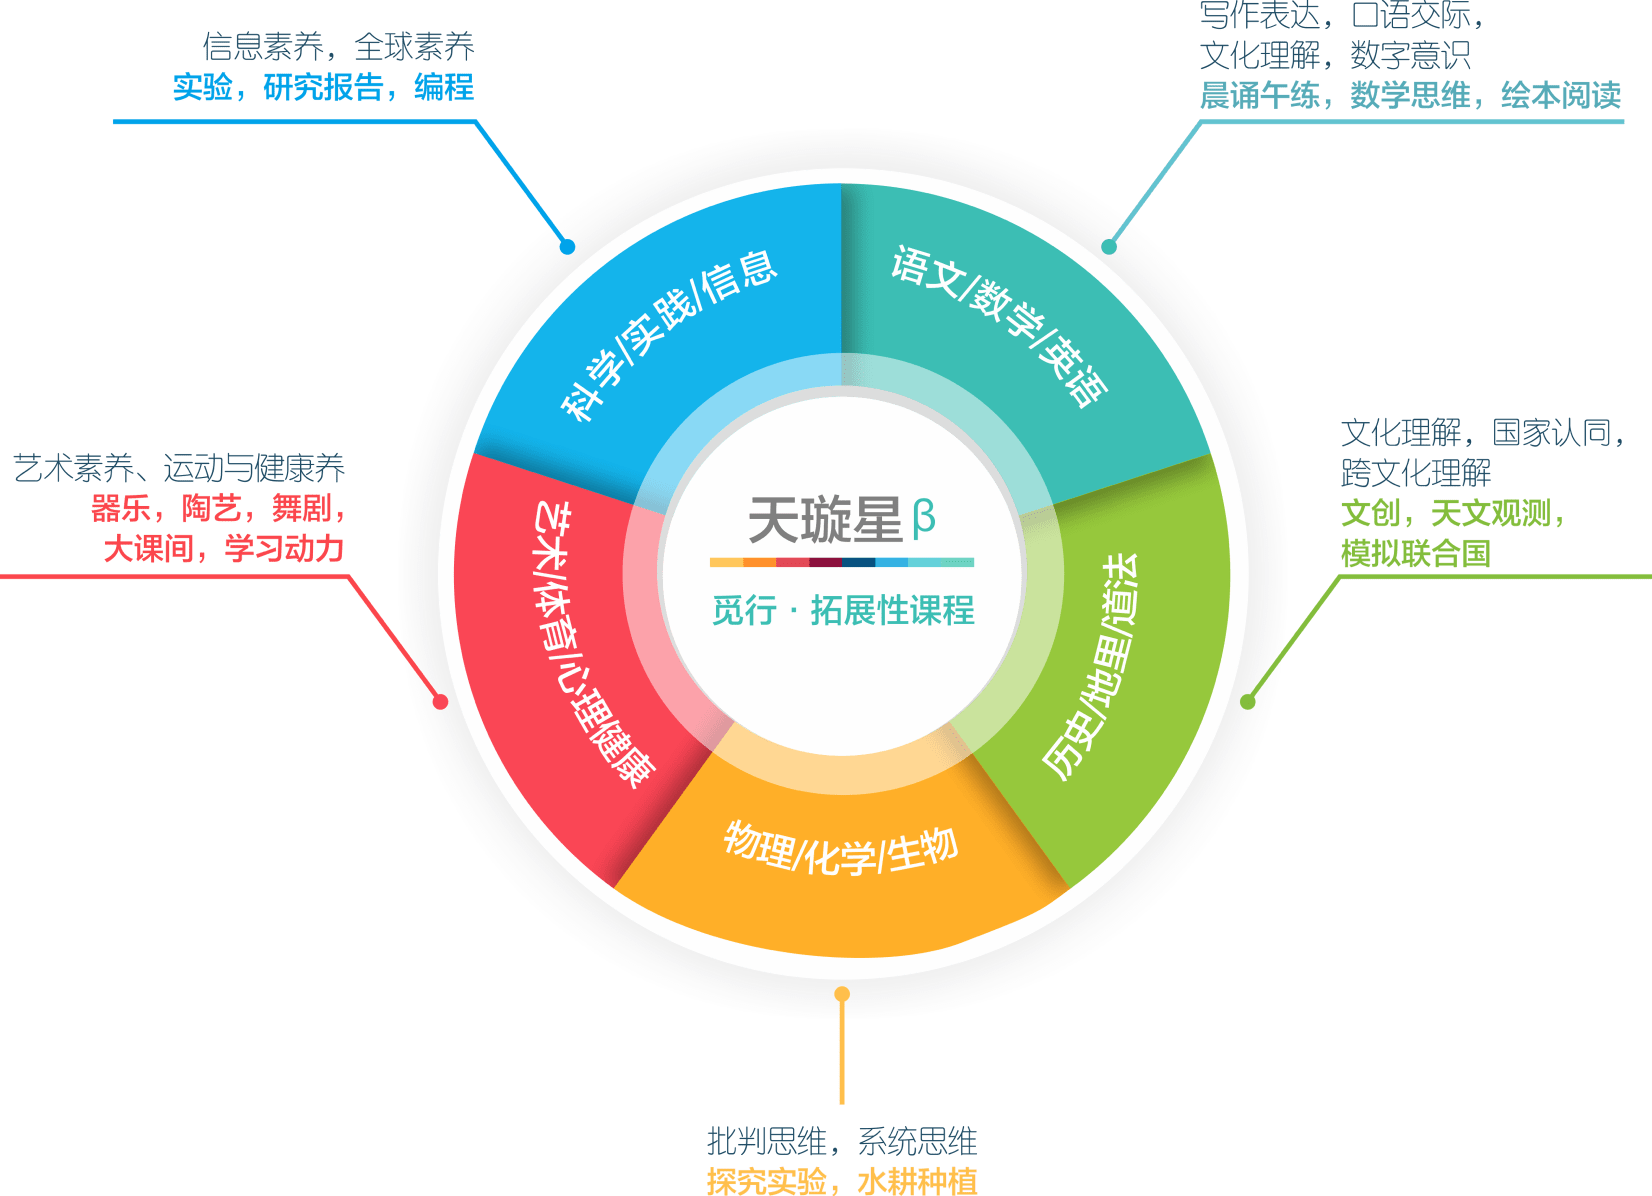 信息素养，全球素养
实验，研究报告，编程
写作表达，口语交际，
文化理解，数字意识
晨诵午练，数学思维，绘本阅读
科学/实践/信息
语文/数学/英语
艺术素养、运动与健康养
器乐，陶艺，舞剧，
大课间，学习动力
文化理解，国家认同，
跨文化理解
文创，天文观测，
模拟联合国
天璇星β
觅行·拓展性课程
艺术/体育/心理健康
历史/地里/道法
物理/化学/生物
批判思维，系统思维
探究实验，水耕种植